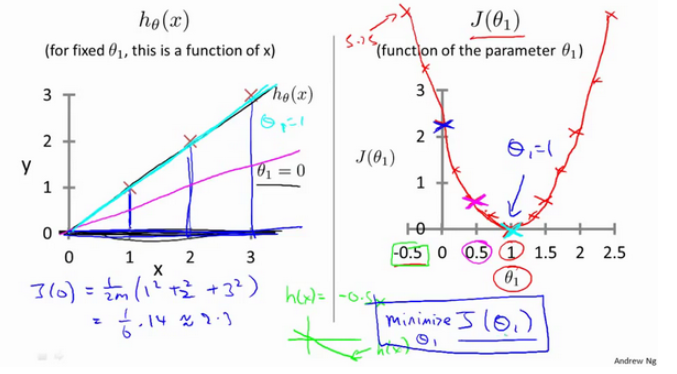 hθ(x)
(for fixed θ₁, this is a function of x)
3
2
1
0
y
0 1 2 3
x
hθ(x)
θ₁=1
θ₁ = 0
J(0) = 1/2m (1² + 2² + 3²)
= 1/6 · 14 ≈ 2.3
J(θ₁)
(function of the parameter θ₁)
5.25
3
2
1
0
J(θ₁)
θ₁=1
-0.5 0 0.5 1 1.5 2 2.5
θ₁
h(x) = -0.5x
h(x)
minimize J(θ₁)
θ₁
Andrew Ng